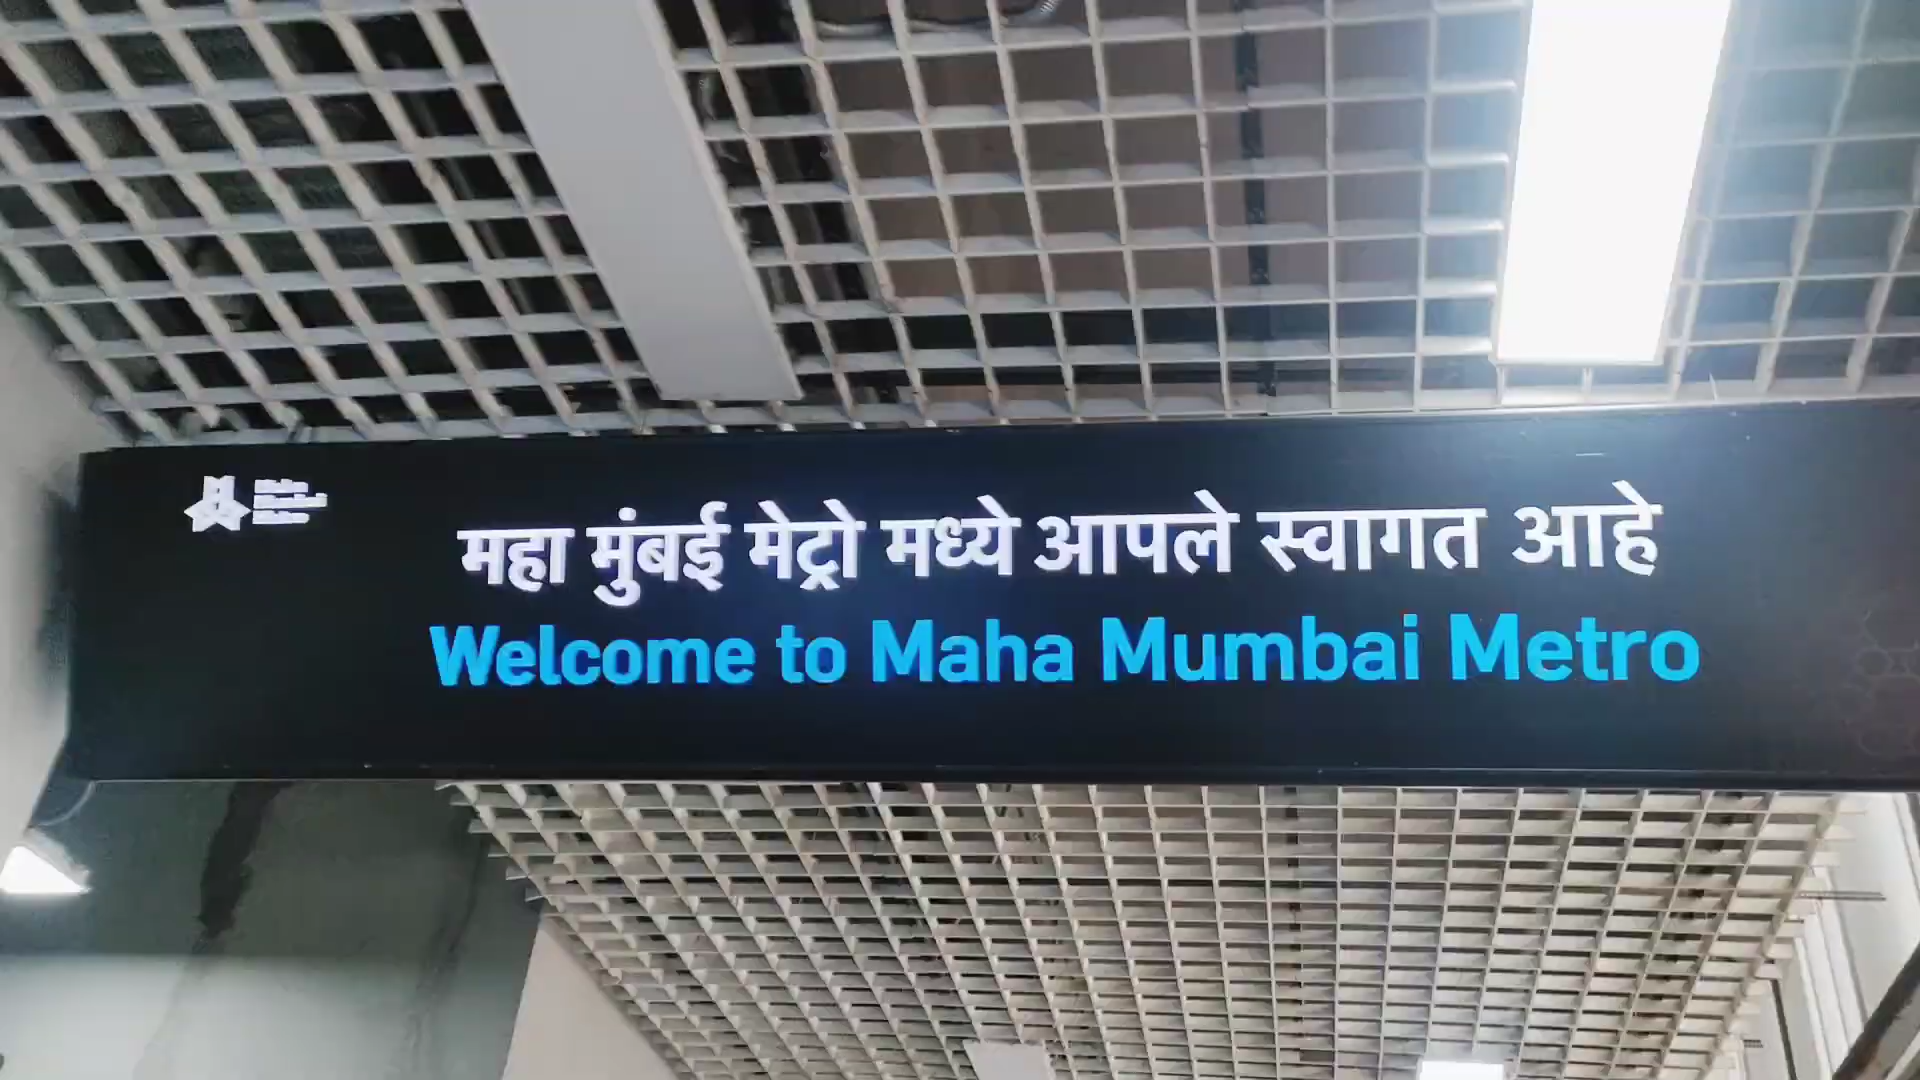 महा मुंबई मेट्रो मध्ये आपले स्वागत आहे
Welcome to Maha Mumbai Metro